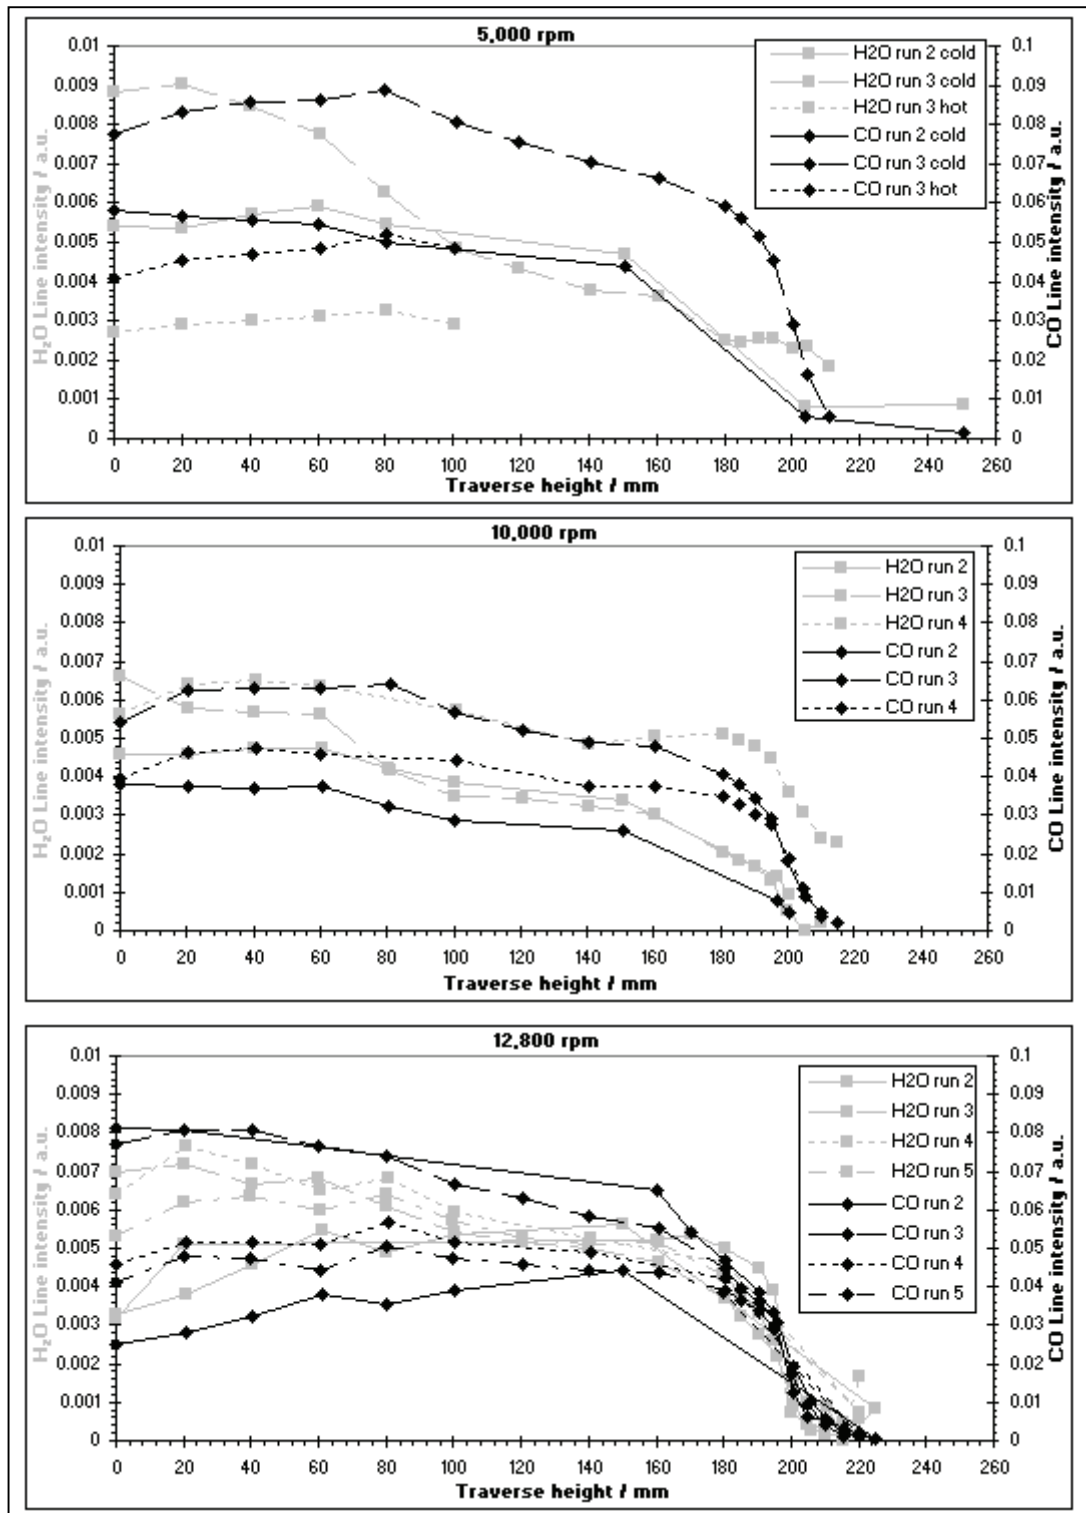 5,000 rpm
H2O run 2 cold
H2O run 3 cold
H2O run 3 hot
CO run 2 cold
CO run 3 cold
CO run 3 hot
H₂O Line intensity / a.u.
0.01
0.009
0.008
0.007
0.006
0.005
0.004
0.003
0.002
0.001
0
CO Line intensity / a.u.
0.1
0.09
0.08
0.07
0.06
0.05
0.04
0.03
0.02
0.01
0
0 20 40 60 80 100 120 140 160 180 200 220 240 260
Traverse height / mm
10,000 rpm
H2O run 2
H2O run 3
H2O run 4
CO run 2
CO run 3
CO run 4
H₂O Line intensity / a.u.
0.01
0.009
0.008
0.007
0.006
0.005
0.004
0.003
0.002
0.001
0
CO Line intensity / a.u.
0.1
0.09
0.08
0.07
0.06
0.05
0.04
0.03
0.02
0.01
0
0 20 40 60 80 100 120 140 160 180 200 220 240 260
Traverse height / mm
12,800 rpm
H2O run 2
H2O run 3
H2O run 4
H2O run 5
CO run 2
CO run 3
CO run 4
CO run 5
H₂O Line intensity / a.u.
0.01
0.009
0.008
0.007
0.006
0.005
0.004
0.003
0.002
0.001
0
CO Line intensity / a.u.
0.1
0.09
0.08
0.07
0.06
0.05
0.04
0.03
0.02
0.01
0
0 20 40 60 80 100 120 140 160 180 200 220 240 260
Traverse height / mm